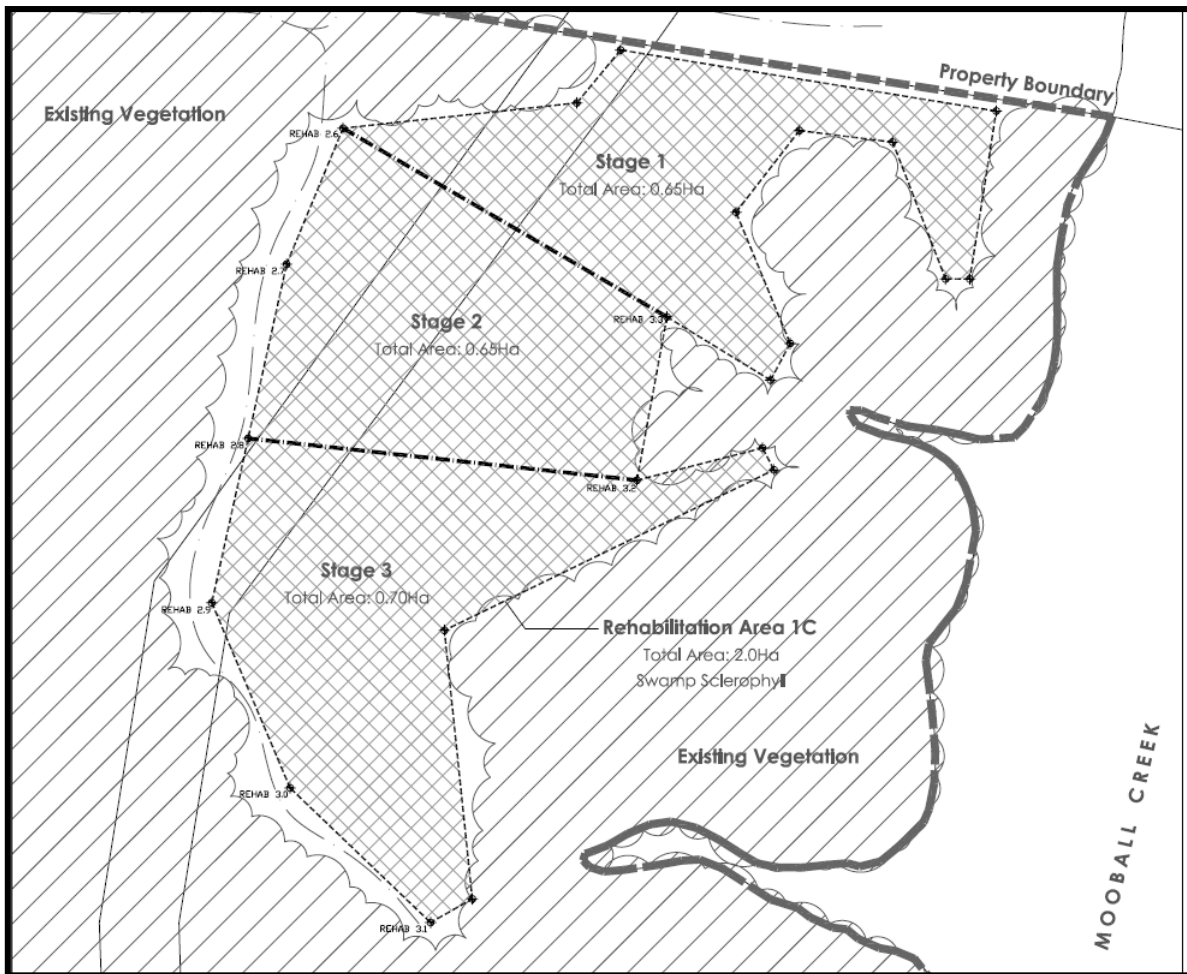 Property Boundary
Existing Vegetation
REHAB 2.6
Stage 1
Total Area: 0.65Ha
REHAB 2.7
REHAB 3.3
Stage 2
Total Area: 0.65Ha
REHAB 2.8
REHAB 3.2
Stage 3
Total Area: 0.70Ha
REHAB 2.9
Rehabilitation Area 1C
Total Area: 2.0Ha
Swamp Sclerophyll
Existing Vegetation
REHAB 3.0
MOOBALL CREEK
REHAB 3.1